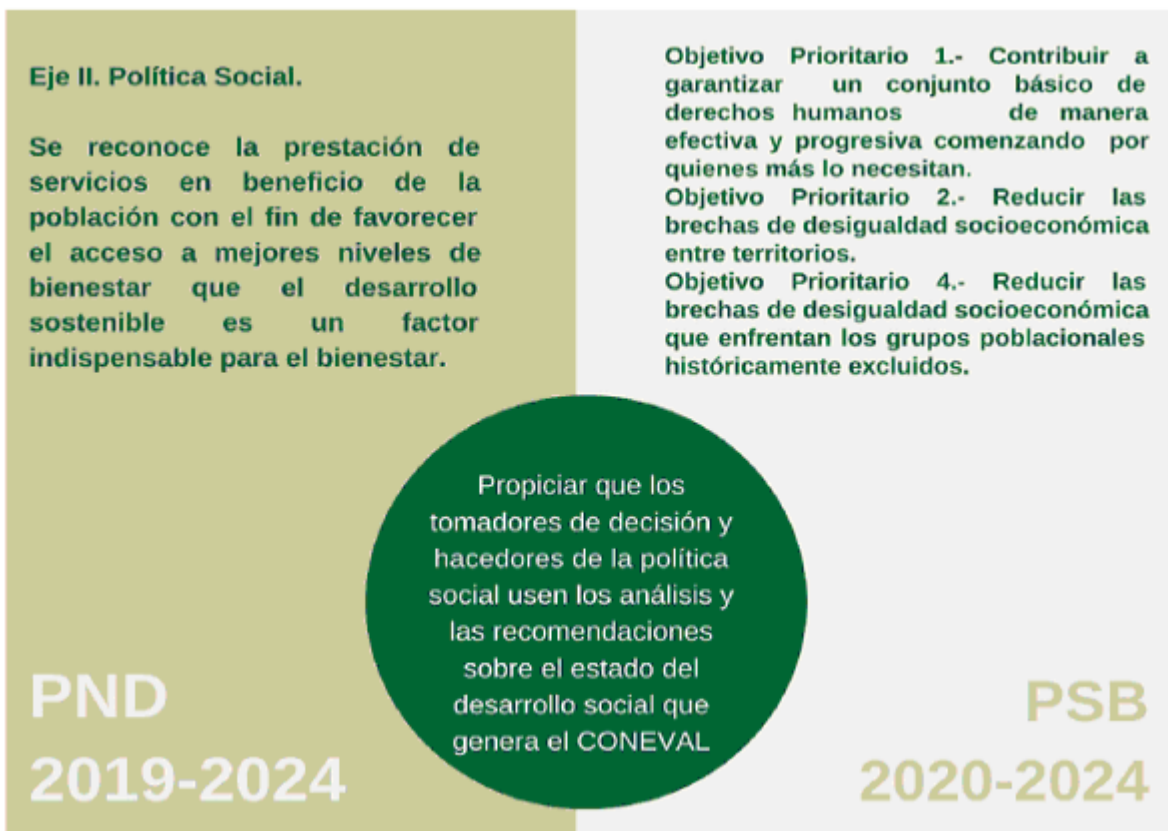 Eje II. Política Social.
Se reconoce la prestación de
servicios en beneficio de la
población con el fin de favorecer
el acceso a mejores niveles de
bienestar que el desarrollo
sostenible es un factor
indispensable para el bienestar.
PND
2019-2024
Objetivo Prioritario 1.- Contribuir a
garantizar un conjunto básico de
derechos humanos de manera
efectiva y progresiva comenzando por
quienes más lo necesitan.
Objetivo Prioritario 2.- Reducir las
brechas de desigualdad socioeconómica
entre territorios.
Objetivo Prioritario 4.- Reducir las
brechas de desigualdad socioeconómica
que enfrentan los grupos poblacionales
históricamente excluidos.
PSB
2020-2024
Propiciar que los
tomadores de decisión y
hacedores de la política
social usen los análisis y
las recomendaciones
sobre el estado del
desarrollo social que
genera el CONEVAL